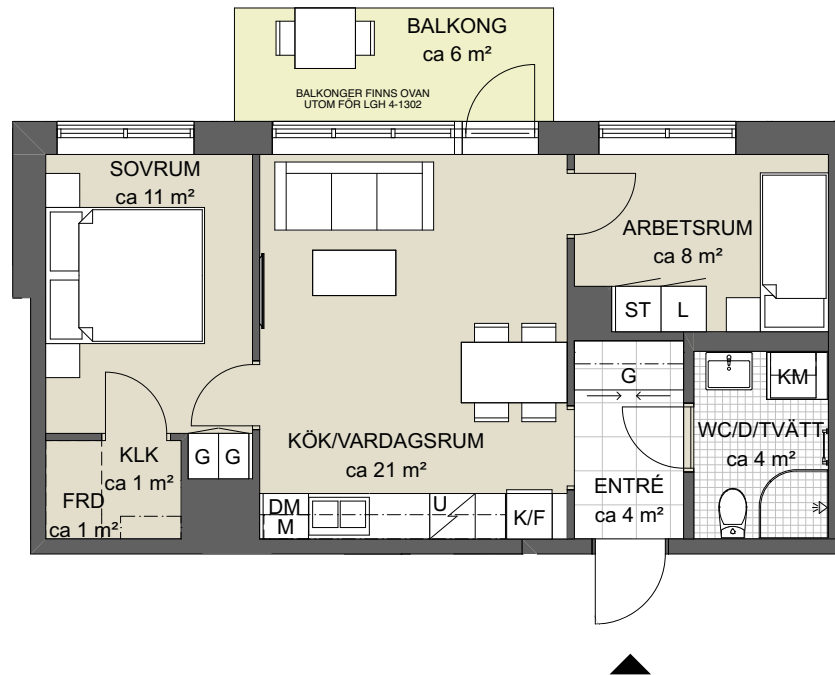 BALKONG
ca 6 m²
BALKONGER FINNS OVAN
UTOM FÖR LGH 4-1302
SOVRUM
ca 11 m²
ARBETSRUM
ca 8 m²
ST
L
G
KM
WC/D/TVÄTT
ca 4 m²
KÖK/VARDAGSRUM
ca 21 m²
KLK
ca 1 m²
G
G
FRD
ca 1 m²
ENTRÉ
ca 4 m²
DM
M
U
K/F